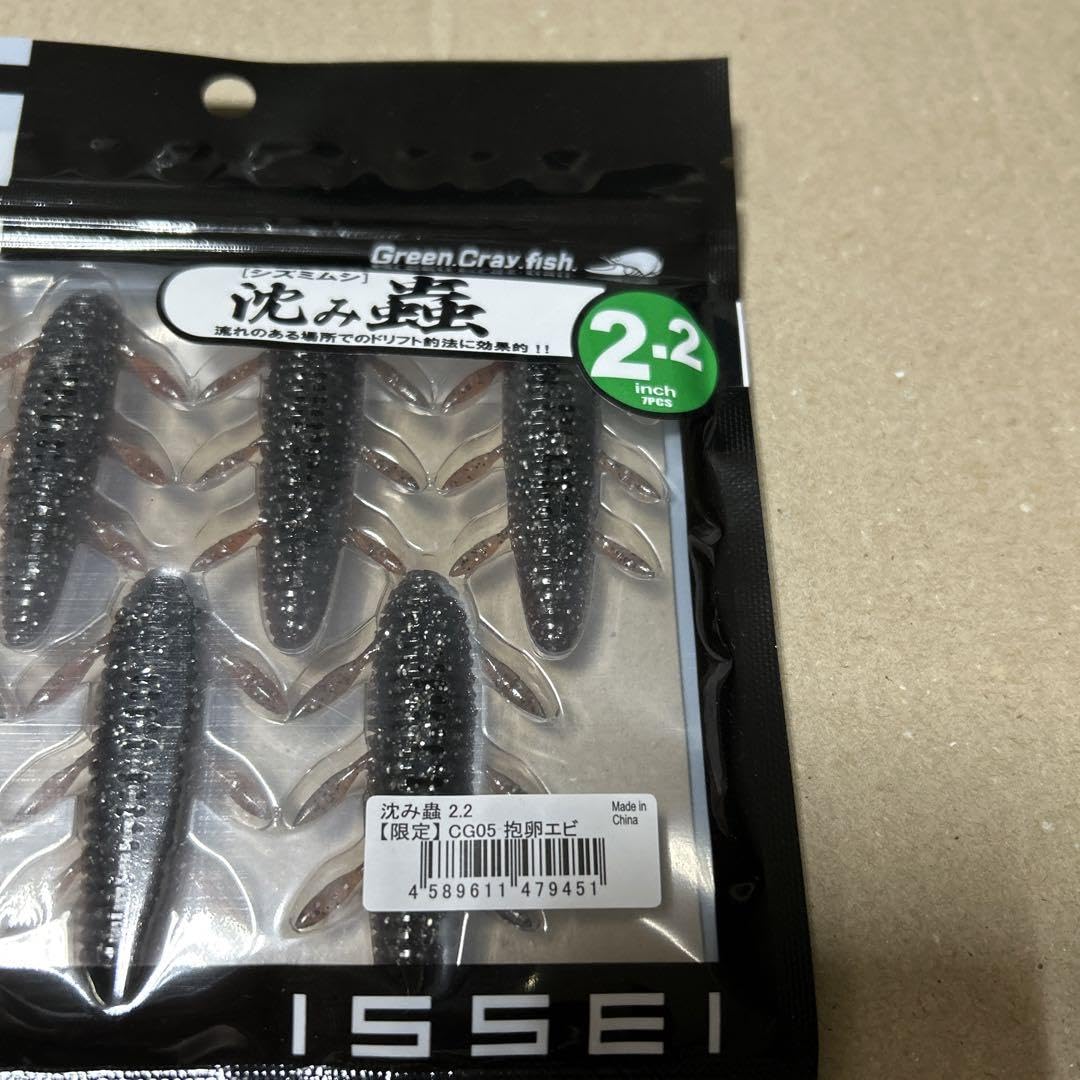 Green.Cray.fish.
[シズミムシ]
沈み蟲
流れのある場所でのドリフト釣法に効果的!!
2.2
inch
7PCS
沈み蟲 2.2
【限定】CG05 抱卵エビ
Made in
China
4 589611 479451
ISSEI